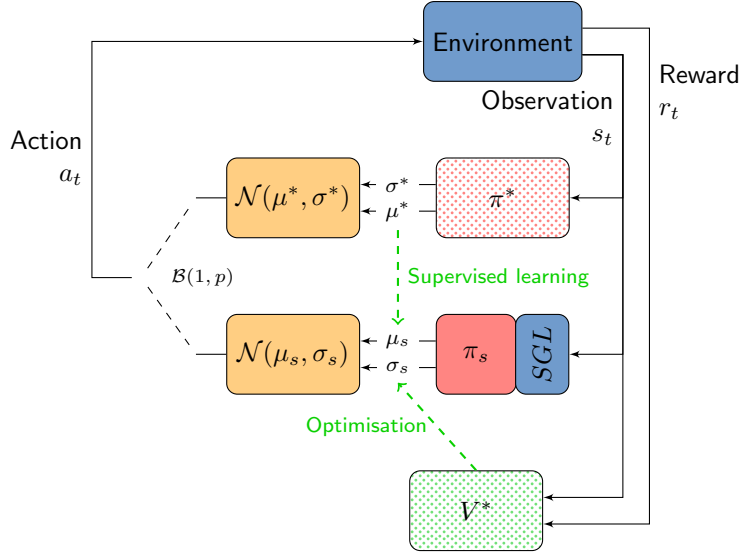 Environment
Reward
r_t
Observation
s_t
Action
a_t
𝒩(μ*, σ*)
σ*
μ*
π*
ℬ(1, p)
Supervised learning
𝒩(μ_s, σ_s)
μ_s
σ_s
π_s
SGL
Optimisation
V*